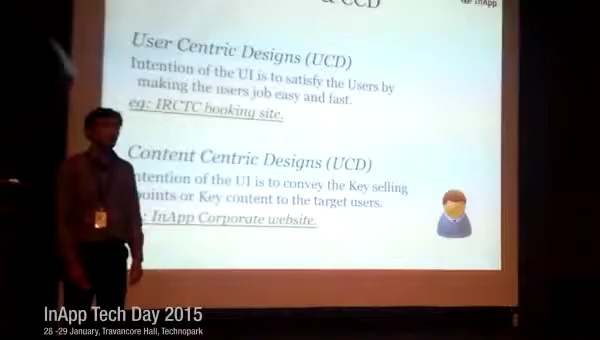 & CCD
InApp
User Centric Designs (UCD)
Intention of the UI is to satisfy the Users by
making the users job easy and fast.
eg: IRCTC booking site.
Content Centric Designs (UCD)
ntention of the UI is to convey the Key selling
oints or Key content to the target users.
: InApp Corporate website.
InApp Tech Day 2015
28 -29 January, Travancore Hall, Technopark